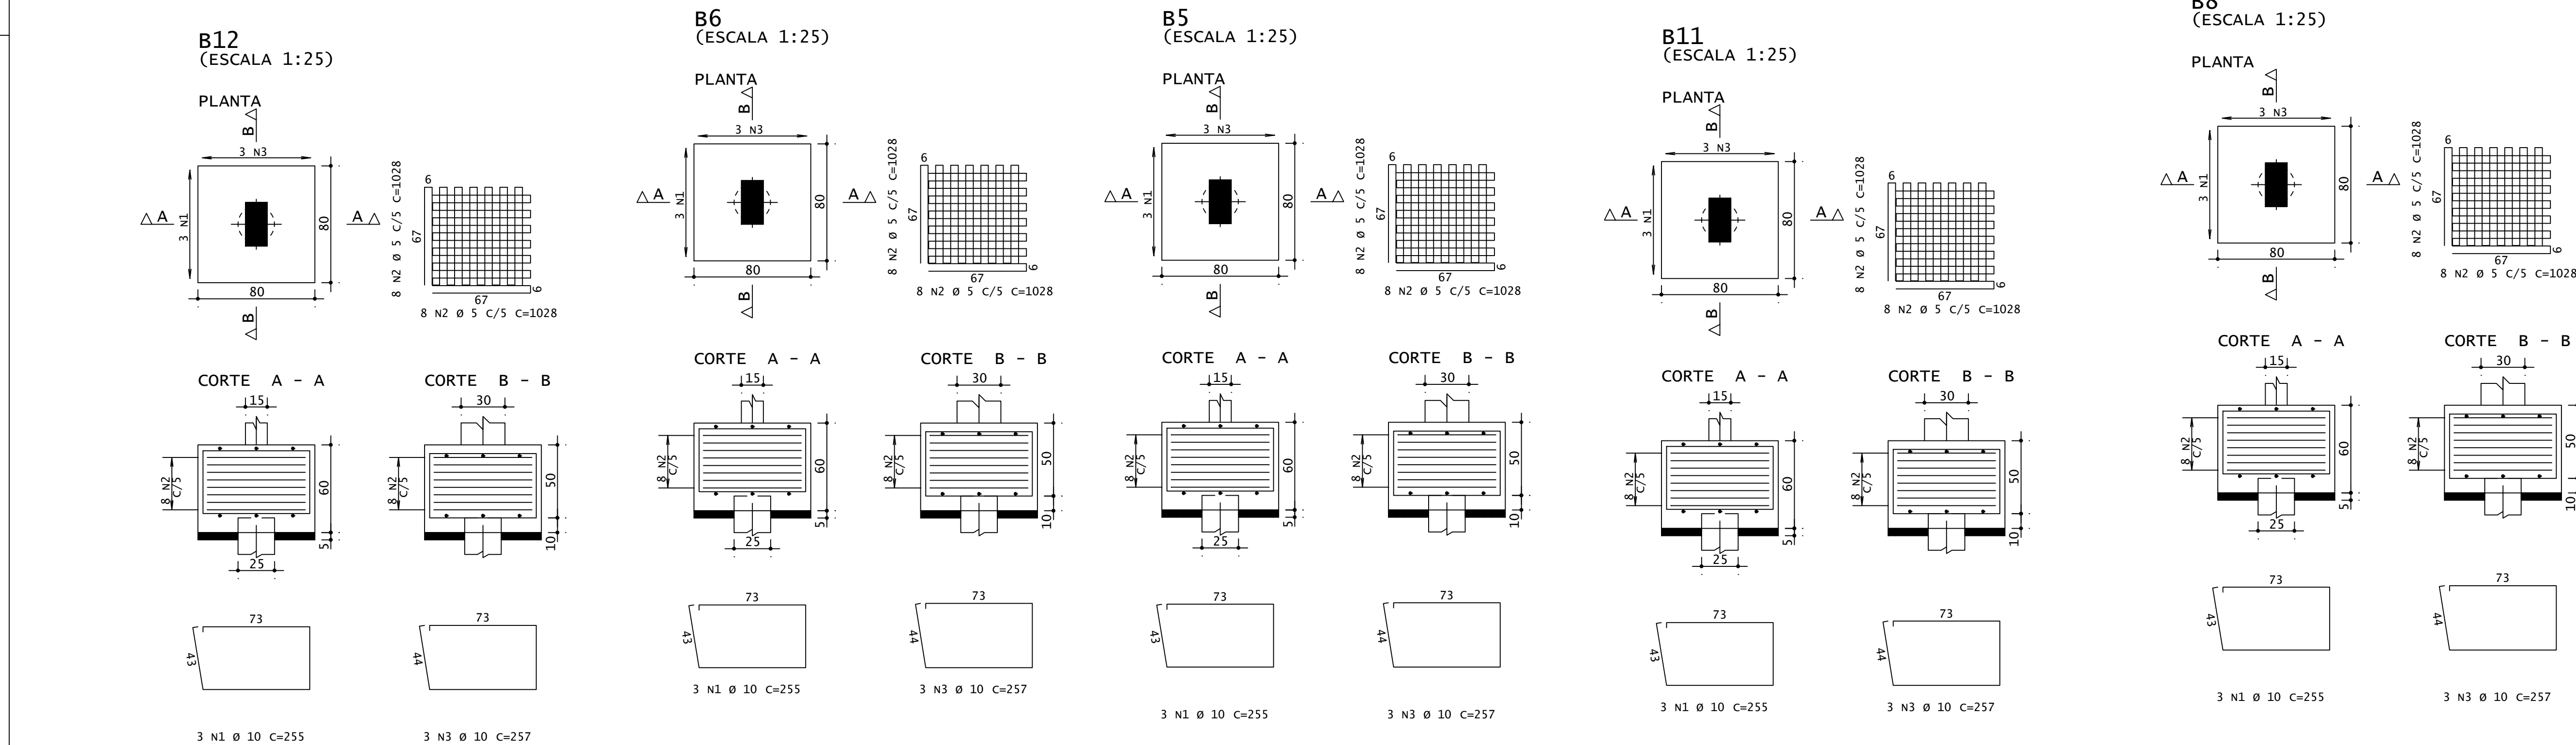 B12
(ESCALA 1:25)
PLANTA
B
3 N3
A
3 N1
A
80
80
B
8 N2 Ø 5 C/5 C=1028
6
67
67
6
8 N2 Ø 5 C/5 C=1028
CORTE A - A
15
8 N2
C/5
60
5
25
CORTE B - B
30
8 N2
C/5
50
10
73
43
3 N1 Ø 10 C=255
73
44
3 N3 Ø 10 C=257
B6
(ESCALA 1:25)
PLANTA
B
3 N3
A
3 N1
A
80
80
B
8 N2 Ø 5 C/5 C=1028
6
67
67
6
8 N2 Ø 5 C/5 C=1028
CORTE A - A
15
8 N2
C/5
60
5
25
CORTE B - B
30
8 N2
C/5
50
10
73
43
3 N1 Ø 10 C=255
73
44
3 N3 Ø 10 C=257
B5
(ESCALA 1:25)
PLANTA
B
3 N3
A
3 N1
A
80
80
B
8 N2 Ø 5 C/5 C=1028
6
67
67
6
8 N2 Ø 5 C/5 C=1028
CORTE A - A
15
8 N2
C/5
60
5
25
CORTE B - B
30
8 N2
C/5
50
10
73
43
3 N1 Ø 10 C=255
73
44
3 N3 Ø 10 C=257
B11
(ESCALA 1:25)
PLANTA
B
3 N3
A
3 N1
A
80
80
B
8 N2 Ø 5 C/5 C=1028
6
67
67
6
8 N2 Ø 5 C/5 C=1028
CORTE A - A
15
8 N2
C/5
60
5
25
CORTE B - B
30
8 N2
C/5
50
10
73
43
3 N1 Ø 10 C=255
73
44
3 N3 Ø 10 C=257
(ESCALA 1:25)
PLANTA
B
3 N3
A
3 N1
A
80
80
B
8 N2 Ø 5 C/5 C=1028
6
67
67
6
8 N2 Ø 5 C/5 C=1028
CORTE A - A
15
8 N2
C/5
60
5
25
CORTE B - B
30
8 N2
C/5
50
10
73
43
3 N1 Ø 10 C=255
73
44
3 N3 Ø 10 C=257